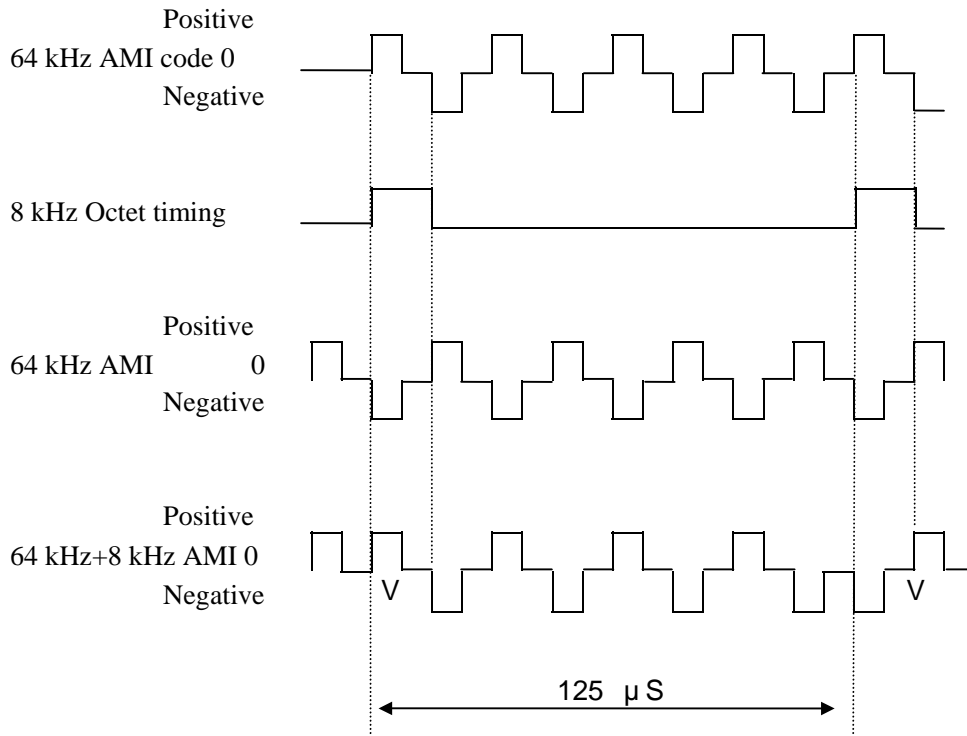 Positive
64 kHz AMI code 0
Negative
8 kHz Octet timing
Positive
64 kHz AMI 0
Negative
Positive
64 kHz+8 kHz AMI 0
Negative
V V
125 μ S